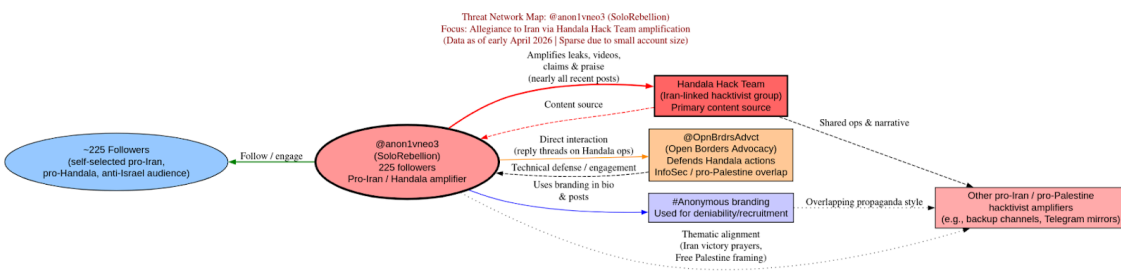 Threat Network Map: @anon1vneo3 (SoloRebellion)
Focus: Allegiance to Iran via Handala Hack Team amplification
(Data as of early April 2026 | Sparse due to small account size)
Amplifies leaks, videos,
claims & praise
(nearly all recent posts)
Handala Hack Team
(Iran-linked hacktivist group)
Primary content source
Content source
Shared ops & narrative
~225 Followers
(self-selected pro-Iran,
pro-Handala, anti-Israel audience)
Follow / engage
@anon1vneo3
(SoloRebellion)
225 followers
Pro-Iran / Handala amplifier
Direct interaction
(reply threads on Handala ops)
Technical defense / engagement
@OpnBrdrsAdvct
(Open Borders Advocacy)
Defends Handala actions
InfoSec / pro-Palestine overlap
Uses branding in bio
& posts
#Anonymous branding
Used for deniability/recruitment
Overlapping propaganda style
Other pro-Iran / pro-Palestine
hacktivist amplifiers
(e.g., backup channels, Telegram mirrors)
Thematic alignment
(Iran victory prayers,
Free Palestine framing)